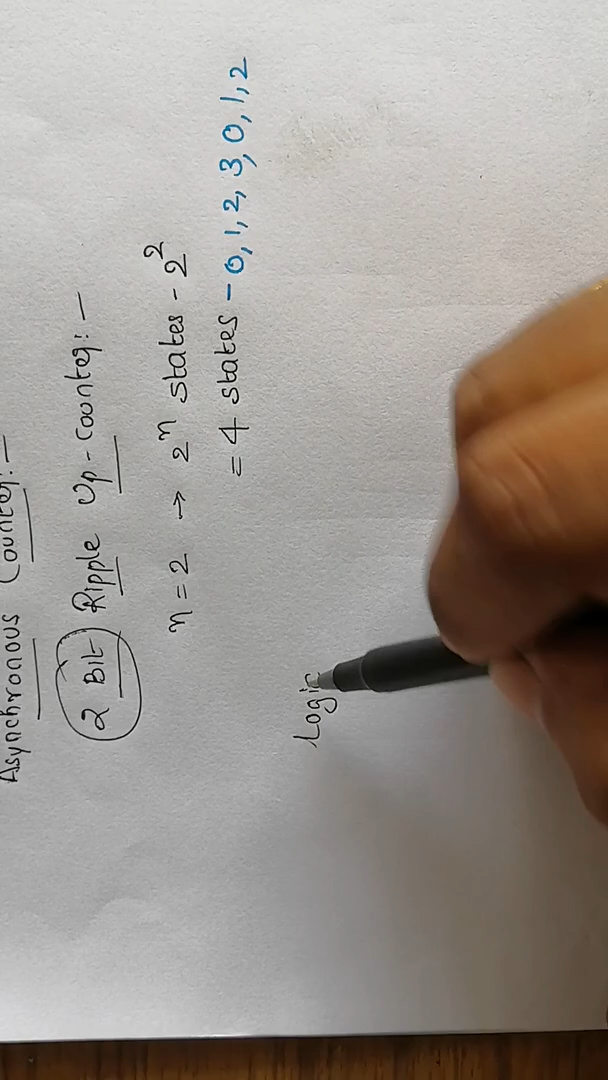 Asynchronous Counter:-
2 Bit Ripple Up-Counter:-
n=2 → 2ⁿ states - 2²
= 4 states - 0, 1, 2, 3, 0, 1, 2
Logi